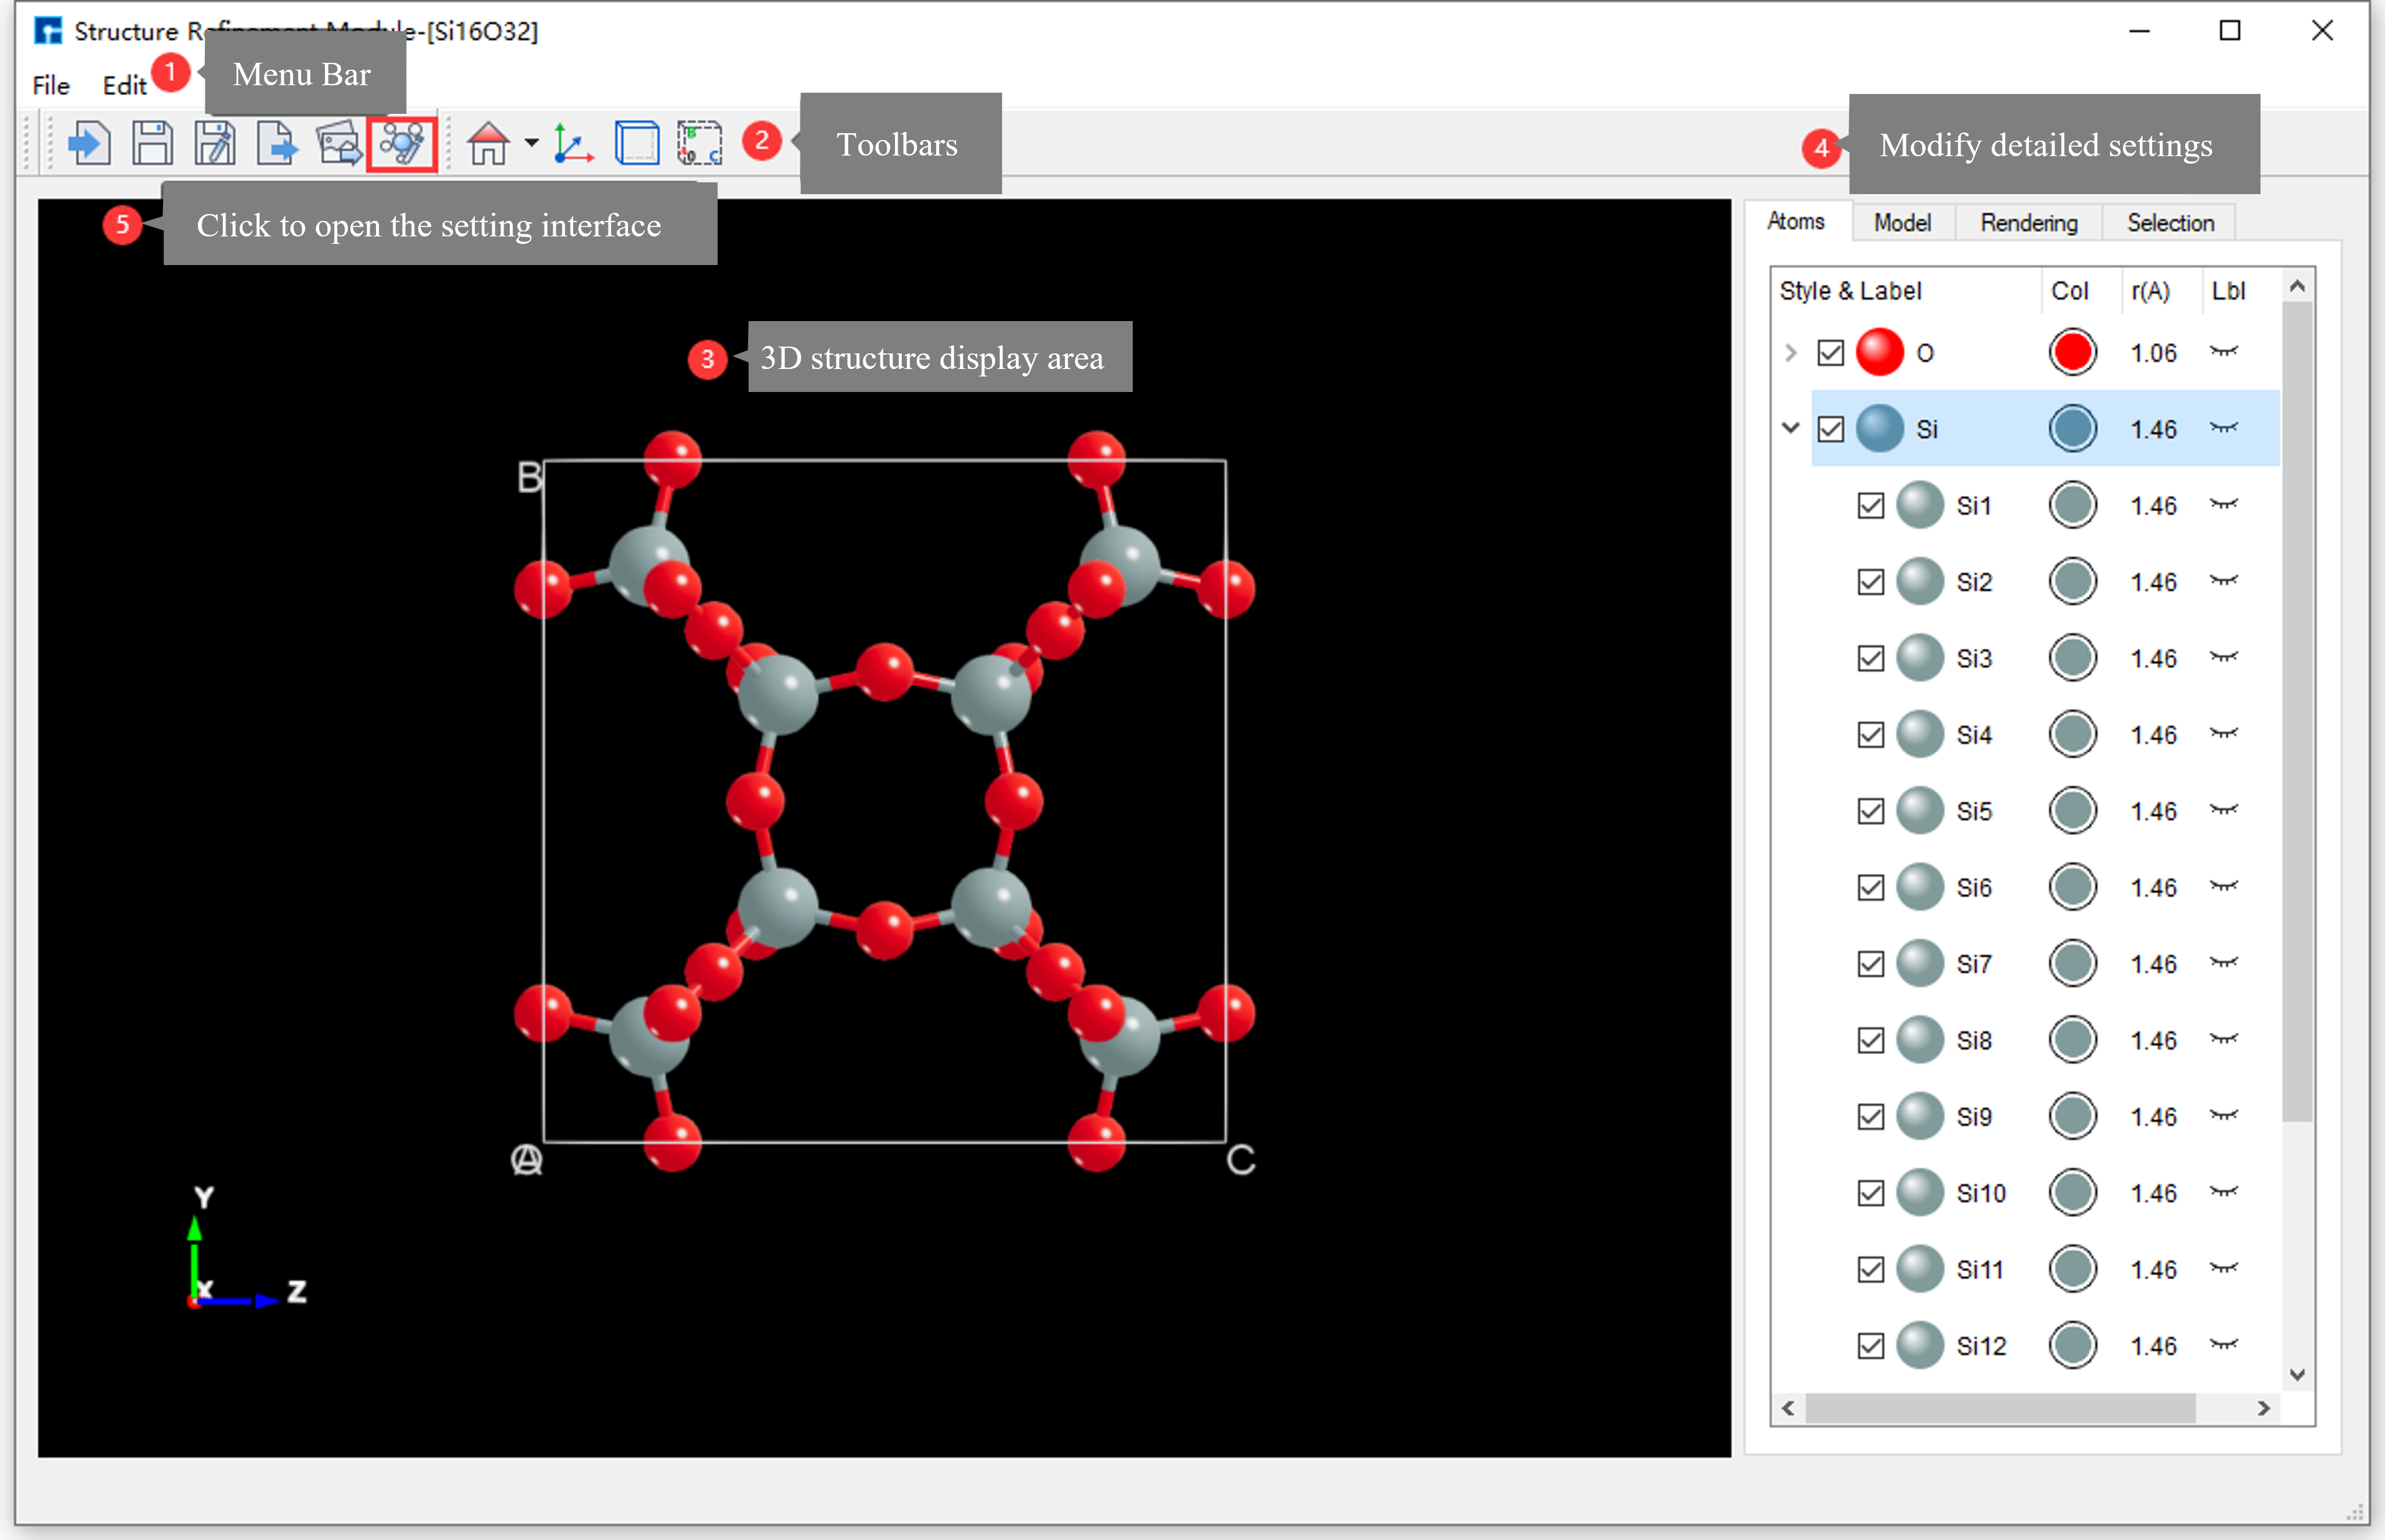 Structure Refinement Module-[Si16O32]
File Edit 1 Menu Bar
2 Toolbars
4 Modify detailed settings
5 Click to open the setting interface
3 3D structure display area
B
A
C
Y
X
Z
Atoms Model Rendering Selection
Style & Label Col r(A) Lbl
O 1.06
Si 1.46
Si1 1.46
Si2 1.46
Si3 1.46
Si4 1.46
Si5 1.46
Si6 1.46
Si7 1.46
Si8 1.46
Si9 1.46
Si10 1.46
Si11 1.46
Si12 1.46